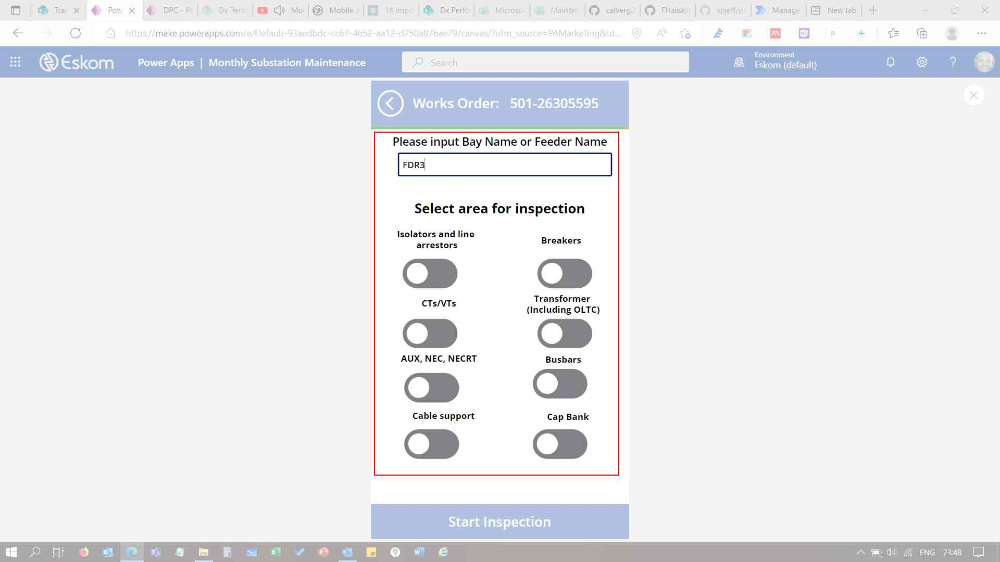 Trai
Pow
DPC - Po
Dx Perfo
Mo
Mobile a
14 Impo
Dx Perfo
Microsof
Mainten
calverg2
FHaisal/
spjeff/p
Manage
New tab
https://make.powerapps.com/e/Default-93aedbdc-cc67-4652-aa12-d250a876ae79/canvas/?utm_source=PAMarketing&ut...
Eskom
Power Apps | Monthly Substation Maintenance
Search
Environment
Eskom (default)
Works Order: 501-26305595
Please input Bay Name or Feeder Name
FDR3
Select area for inspection
Isolators and line
arrestors
Breakers
CTs/VTs
Transformer
(Including OLTC)
AUX, NEC, NECRT
Busbars
Cable support
Cap Bank
Start Inspection
ENG
23:48